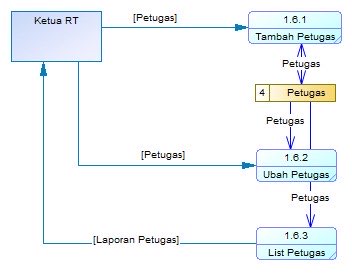 [Petugas]
Ketua RT
1.6.1
Tambah Petugas
Petugas
4 Petugas
Petugas
[Petugas]
1.6.2
Ubah Petugas
Petugas
1.6.3
[Laporan Petugas]
List Petugas